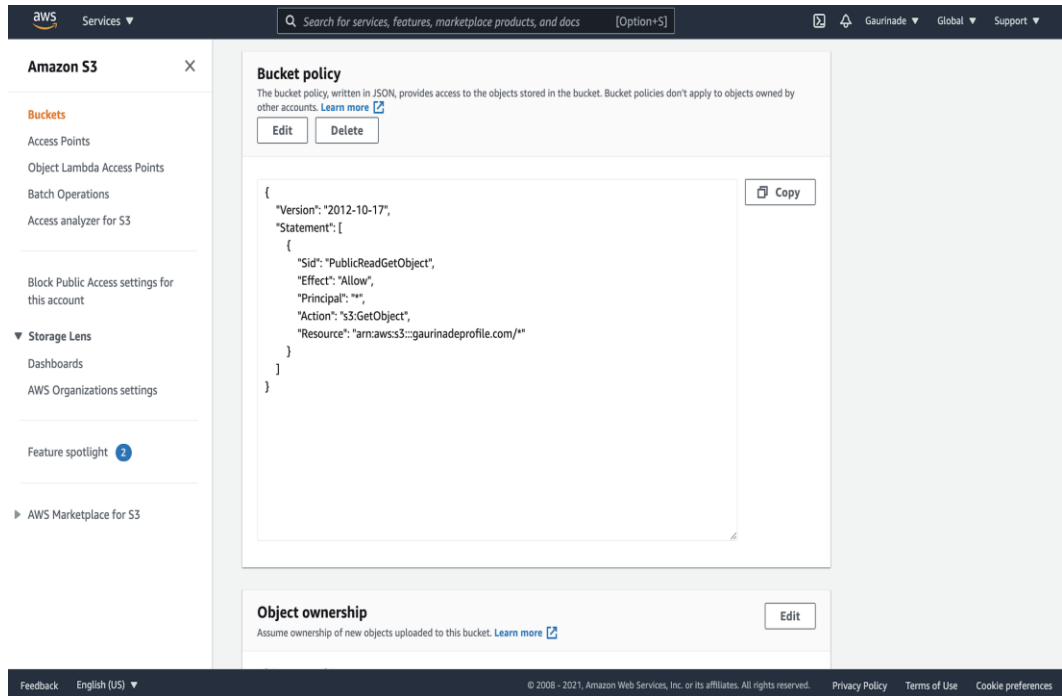 aws Services ▼ Search for services, features, marketplace products, and docs [Option+S] Gaurinade ▼ Global ▼ Support ▼
Amazon S3
Buckets
Access Points
Object Lambda Access Points
Batch Operations
Access analyzer for S3
Block Public Access settings for
this account
▼ Storage Lens
Dashboards
AWS Organizations settings
Feature spotlight 2
▶ AWS Marketplace for S3
Bucket policy
The bucket policy, written in JSON, provides access to the objects stored in the bucket. Bucket policies don't apply to objects owned by
other accounts. Learn more
Edit Delete
Copy
{
"Version": "2012-10-17",
"Statement": [
{
"Sid": "PublicReadGetObject",
"Effect": "Allow",
"Principal": "*",
"Action": "s3:GetObject",
"Resource": "arn:aws:s3:::gaurinadeprofile.com/*"
}
]
}
Object ownership
Assume ownership of new objects uploaded to this bucket. Learn more
Edit
Feedback English (US) ▼ © 2008 - 2021, Amazon Web Services, Inc. or its affiliates. All rights reserved. Privacy Policy Terms of Use Cookie preferences